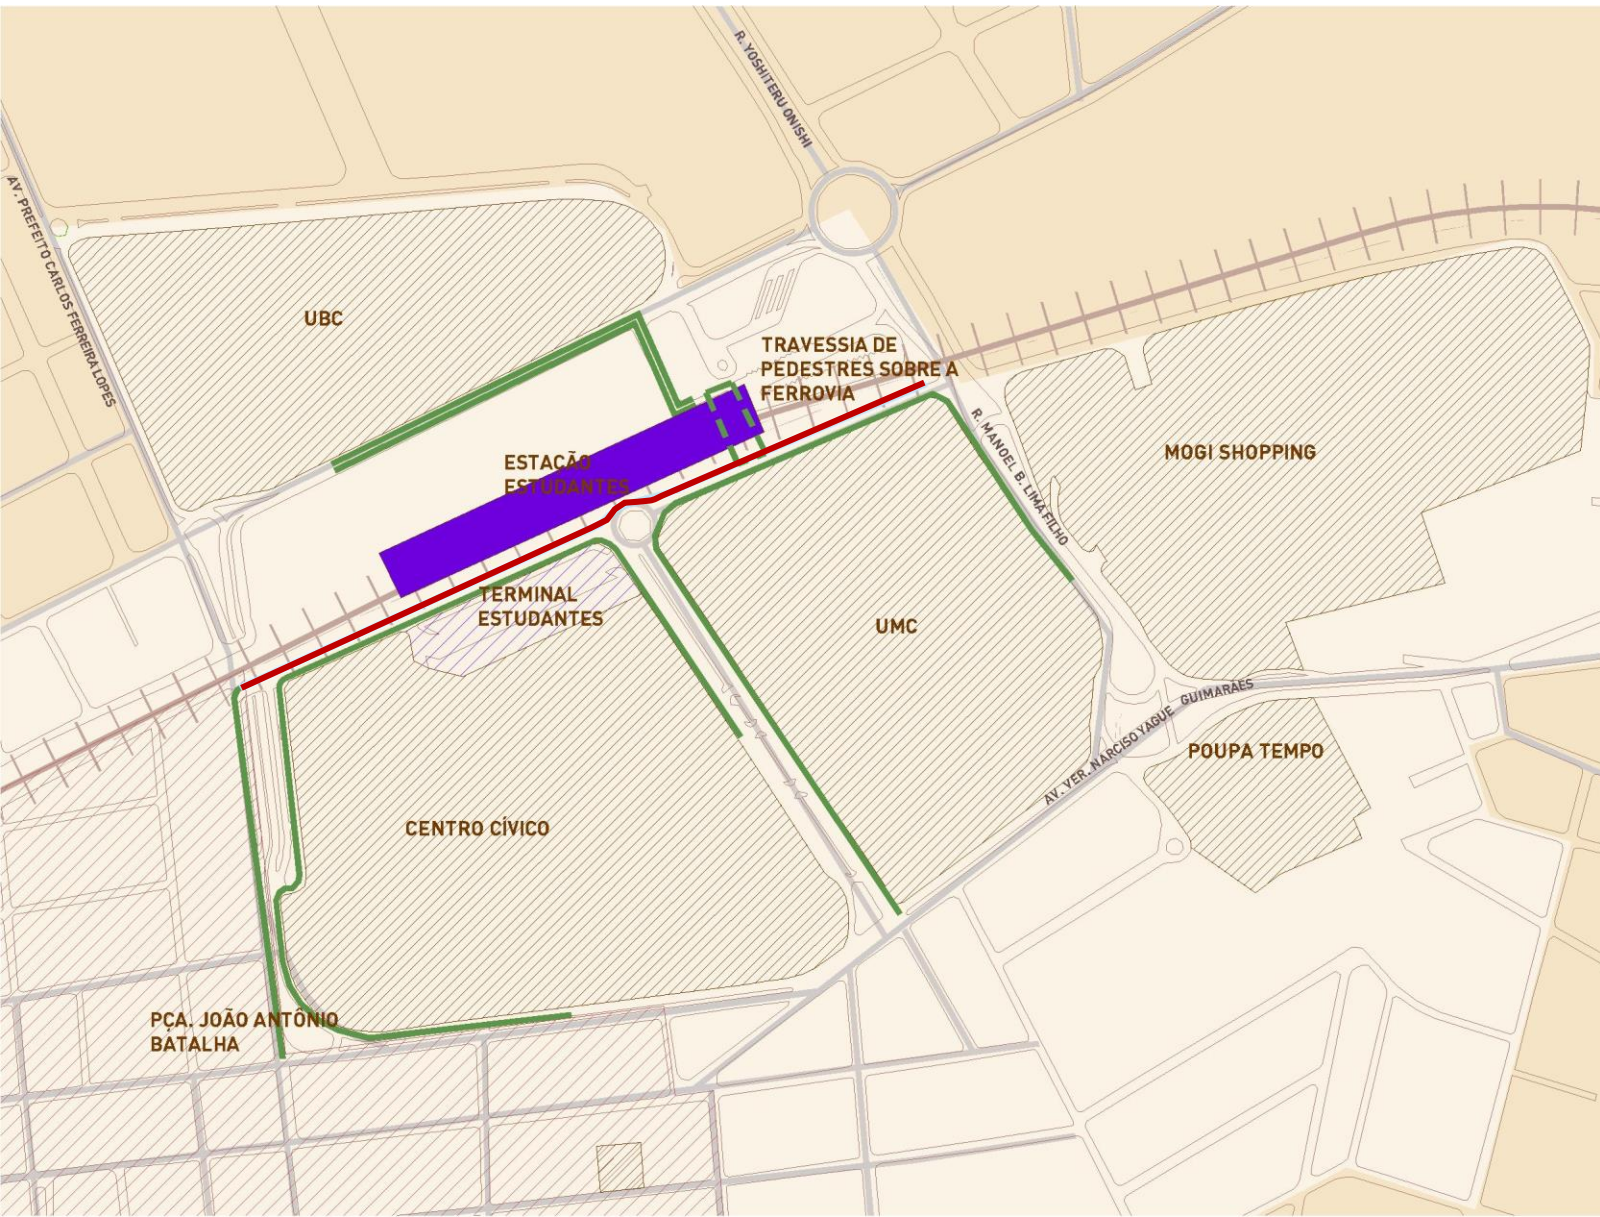 R. YOSHITERU ONISHI
AV. PREFEITO CARLOS FERREIRA LOPES
UBC
TRAVESSIA DE
PEDESTRES SOBRE A
FERROVIA
R. MANOEL B. LIMA FILHO
MOGI SHOPPING
ESTAÇÃO
ESTUDANTES
TERMINAL
ESTUDANTES
UMC
AV. VER. NARCISO YAGUE GUIMARÃES
POUPA TEMPO
CENTRO CÍVICO
PÇA. JOÃO ANTÔNIO
BATALHA